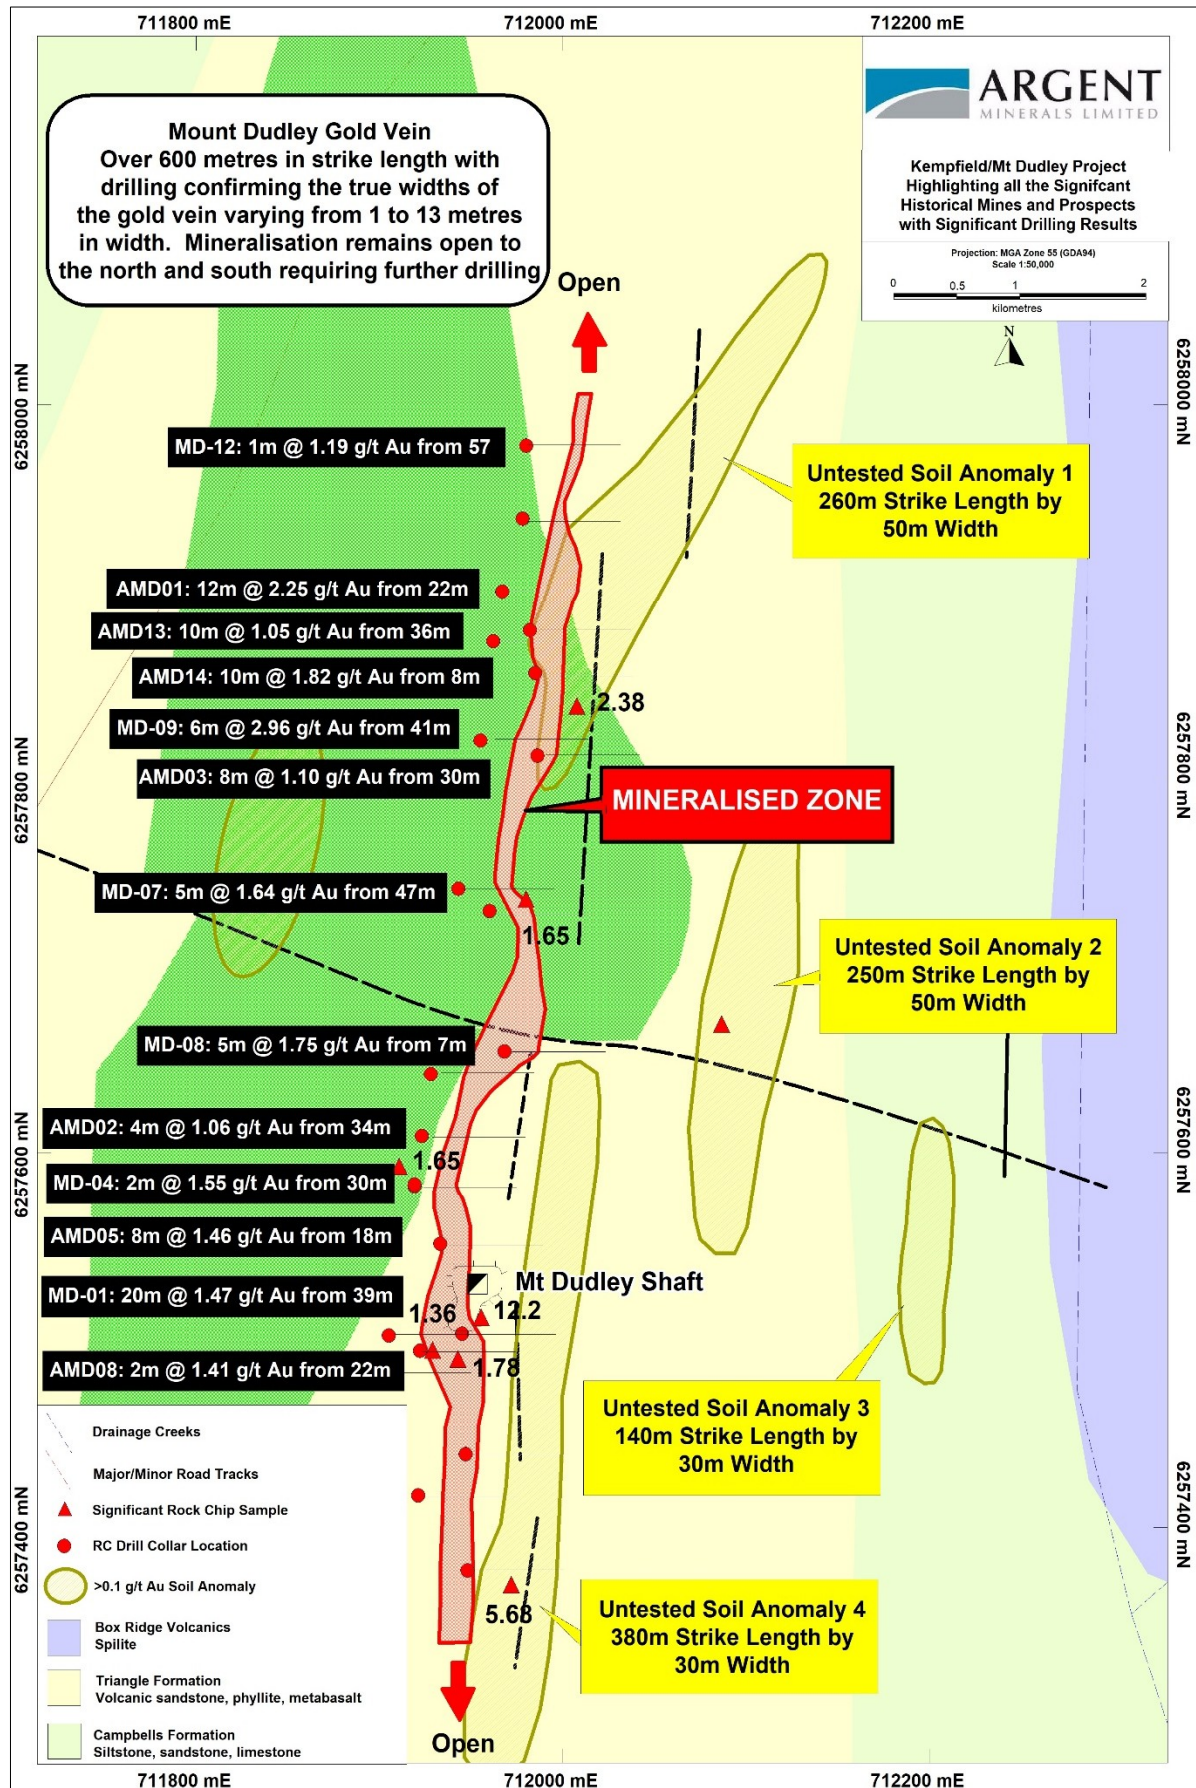 711800 mE
712000 mE
712200 mE
ARGENT
MINERALS LIMITED
Mount Dudley Gold Vein
Over 600 metres in strike length with
drilling confirming the true widths of
the gold vein varying from 1 to 13 metres
in width. Mineralisation remains open to
the north and south requiring further drilling
Kempfield/Mt Dudley Project
Highlighting all the Signifcant
Historical Mines and Prospects
with Significant Drilling Results
Projection: MGA Zone 55 (GDA94)
Scale 1:50,000
0 0.5 1 2
kilometres
N
Open
6258000 mN
6258000 mN
MD-12: 1m @ 1.19 g/t Au from 57
Untested Soil Anomaly 1
260m Strike Length by
50m Width
AMD01: 12m @ 2.25 g/t Au from 22m
AMD13: 10m @ 1.05 g/t Au from 36m
AMD14: 10m @ 1.82 g/t Au from 8m
2.38
MD-09: 6m @ 2.96 g/t Au from 41m
AMD03: 8m @ 1.10 g/t Au from 30m
6257800 mN
6257800 mN
MINERALISED ZONE
MD-07: 5m @ 1.64 g/t Au from 47m
1.65
Untested Soil Anomaly 2
250m Strike Length by
50m Width
MD-08: 5m @ 1.75 g/t Au from 7m
AMD02: 4m @ 1.06 g/t Au from 34m
1.65
MD-04: 2m @ 1.55 g/t Au from 30m
6257600 mN
6257600 mN
AMD05: 8m @ 1.46 g/t Au from 18m
Mt Dudley Shaft
MD-01: 20m @ 1.47 g/t Au from 39m
1.36
12.2
AMD08: 2m @ 1.41 g/t Au from 22m
1.78
Untested Soil Anomaly 3
140m Strike Length by
30m Width
Drainage Creeks
Major/Minor Road Tracks
Significant Rock Chip Sample
RC Drill Collar Location
>0.1 g/t Au Soil Anomaly
Box Ridge Volcanics
Spilite
Triangle Formation
Volcanic sandstone, phyllite, metabasalt
Campbells Formation
Siltstone, sandstone, limestone
6257400 mN
6257400 mN
5.68
Untested Soil Anomaly 4
380m Strike Length by
30m Width
Open
711800 mE
712000 mE
712200 mE